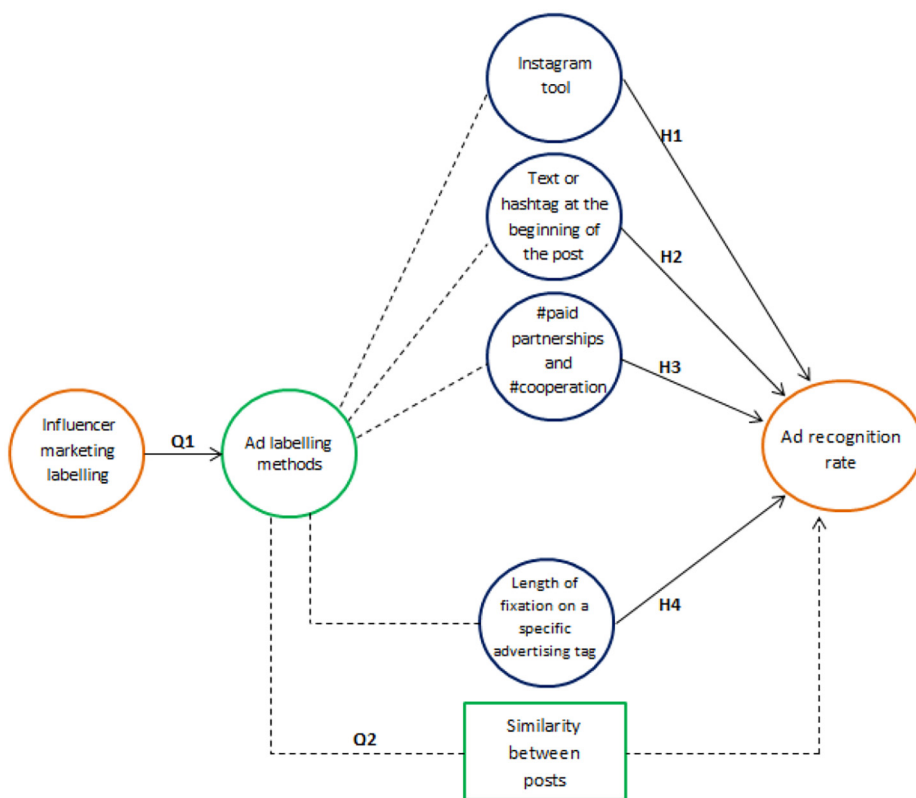 Instagram
tool
H1
Text or
hashtag at the
beginning of
the post
H2
#paid
partnerships
and
#cooperation
H3
Influencer
marketing
labelling
Q1
Ad labelling
methods
Ad recognition
rate
Length of
fixation on a
specific
advertising tag
H4
Q2
Similarity
between
posts